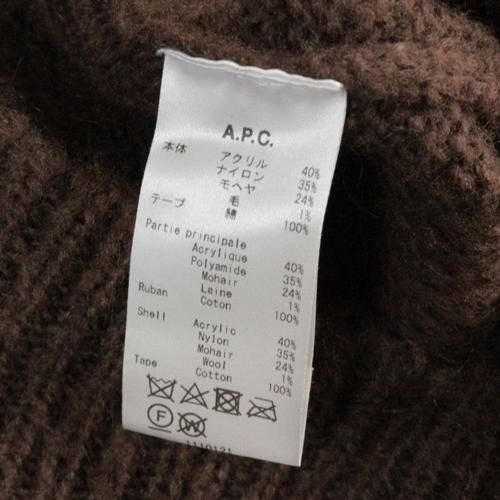 A.P.C.
本体 アクリル 40%
ナイロン 35%
モヘヤ 24%
毛 1%
テープ 綿 100%
Partie principale
Acrylique 40%
Polyamide 35%
Mohair 24%
Laine 1%
Ruban Coton 100%
Shell
Acrylic 40%
Nylon 35%
Mohair 24%
Wool 1%
Tape Cotton 100%
F W
1110121